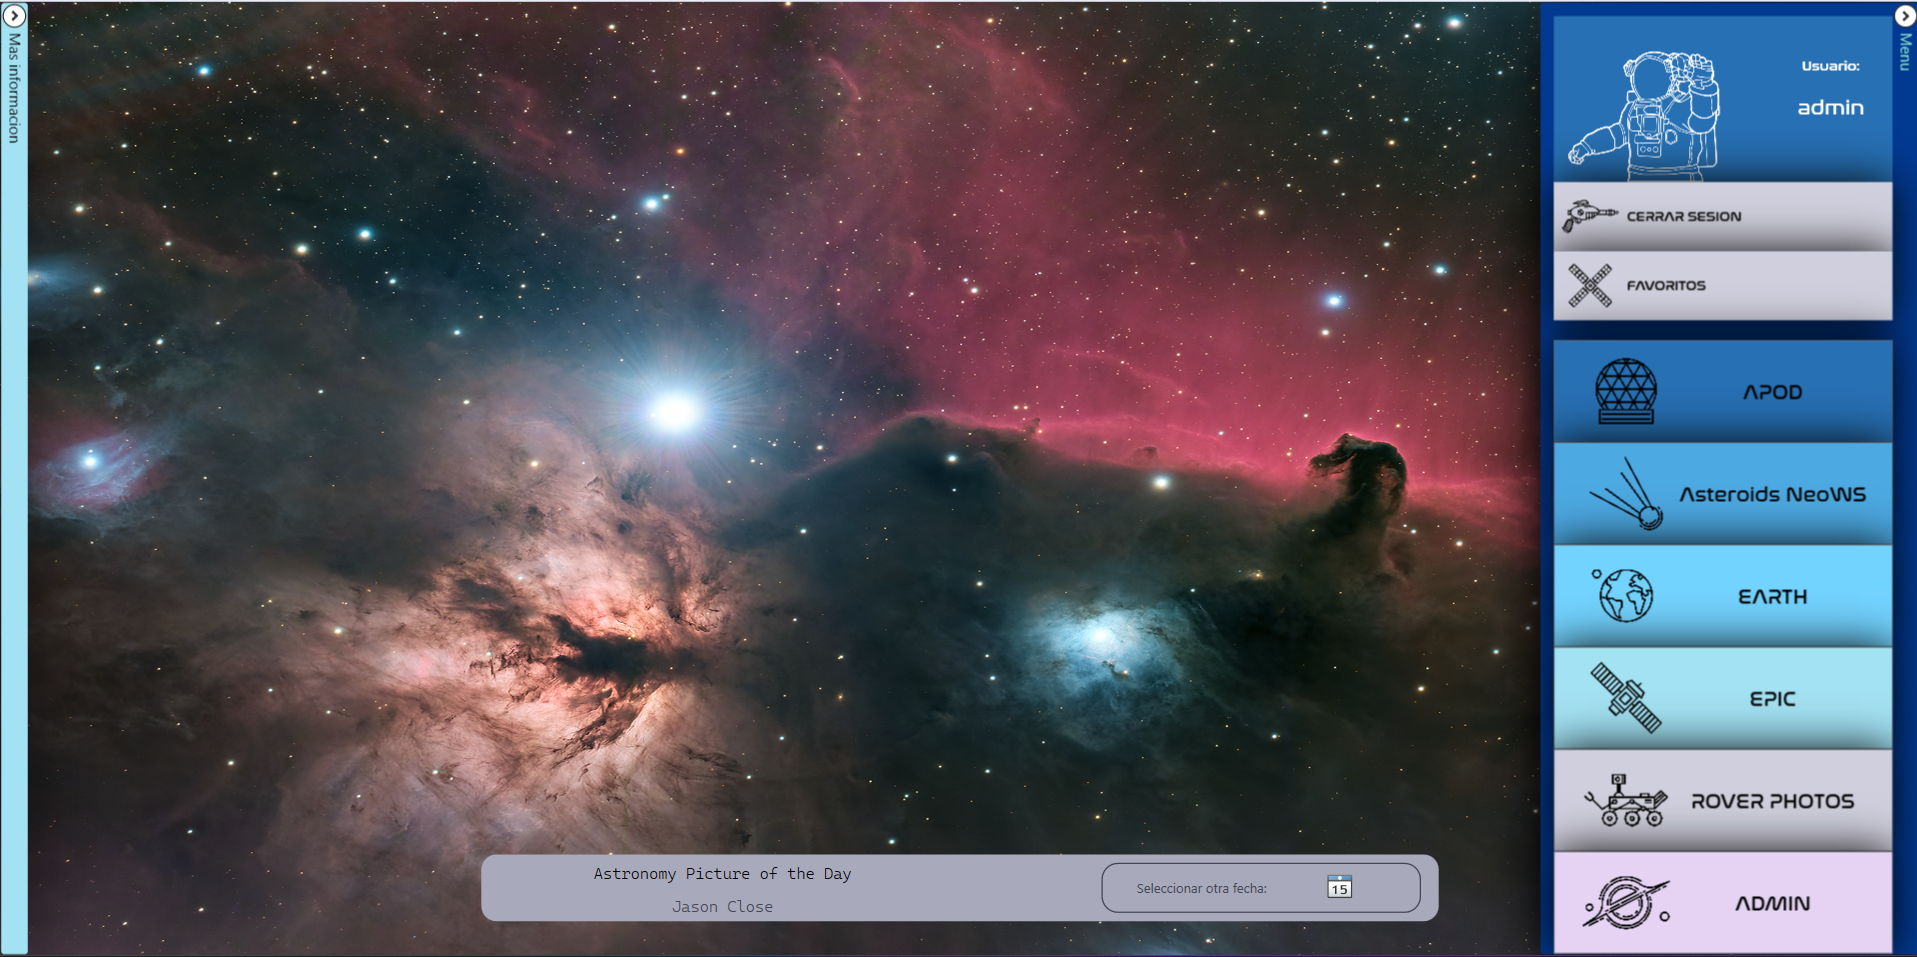 Mas informacion
Astronomy Picture of the Day
Jason Close
Seleccionar otra fecha:
15
Menu
Usuario:
admin
CERRAR SESION
FAVORITOS
APOD
Asteroids NeoWS
EARTH
EPIC
ROVER PHOTOS
ADMIN